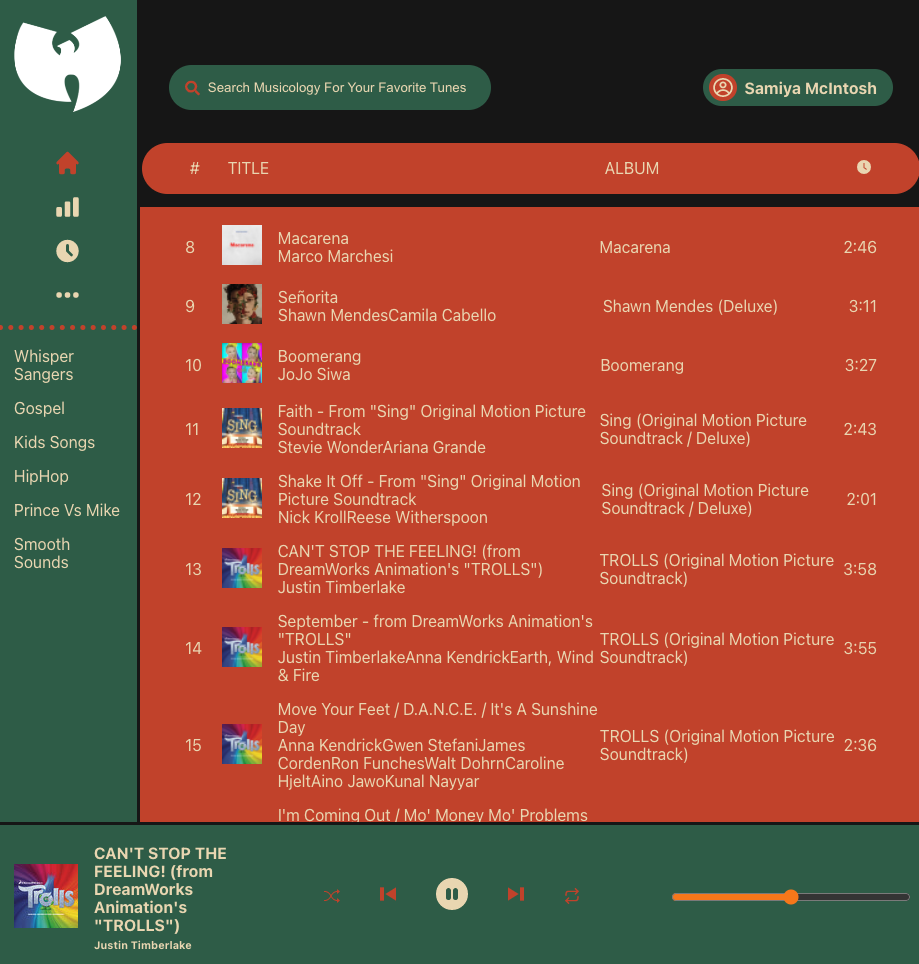 Search Musicology For Your Favorite Tunes
Samiya McIntosh
# TITLE ALBUM
8 Macarena Macarena 2:46
Marco Marchesi
9 Señorita Shawn Mendes (Deluxe) 3:11
Shawn MendesCamila Cabello
10 Boomerang Boomerang 3:27
JoJo Siwa
11 Faith - From "Sing" Original Motion Picture Sing (Original Motion Picture 2:43
Soundtrack Soundtrack / Deluxe)
Stevie WonderAriana Grande
12 Shake It Off - From "Sing" Original Motion Sing (Original Motion Picture 2:01
Picture Soundtrack Soundtrack / Deluxe)
Nick KrollReese Witherspoon
13 CAN'T STOP THE FEELING! (from TROLLS (Original Motion Picture 3:58
DreamWorks Animation's "TROLLS") Soundtrack)
Justin Timberlake
14 September - from DreamWorks Animation's TROLLS (Original Motion Picture 3:55
"TROLLS" Soundtrack)
Justin TimberlakeAnna KendrickEarth, Wind
& Fire
15 Move Your Feet / D.A.N.C.E. / It's A Sunshine TROLLS (Original Motion Picture 2:36
Day Soundtrack)
Anna KendrickGwen StefaniJames
CordenRon FunchesWalt DohrnCaroline
HjeltAino JawoKunal Nayyar
I'm Coming Out / Mo' Money Mo' Problems
Whisper
Sangers
Gospel
Kids Songs
HipHop
Prince Vs Mike
Smooth
Sounds
Macarena
SING
SING
Trolls
Trolls
Trolls
Trolls
CAN'T STOP THE
FEELING! (from
DreamWorks
Animation's
"TROLLS")
Justin Timberlake